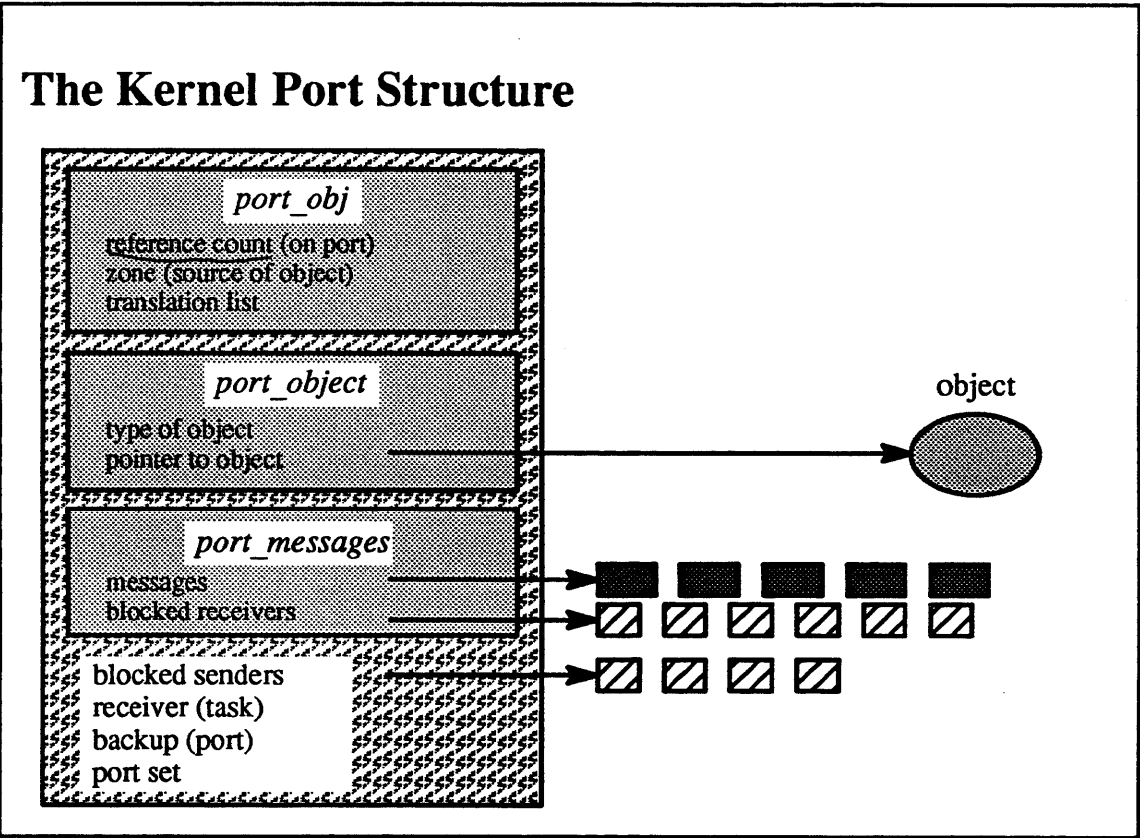 The Kernel Port Structure
port_obj
reference count (on port)
zone (source of object)
translation list
port_object
type of object
pointer to object
object
port_messages
messages
blocked receivers
blocked senders
receiver (task)
backup (port)
port set